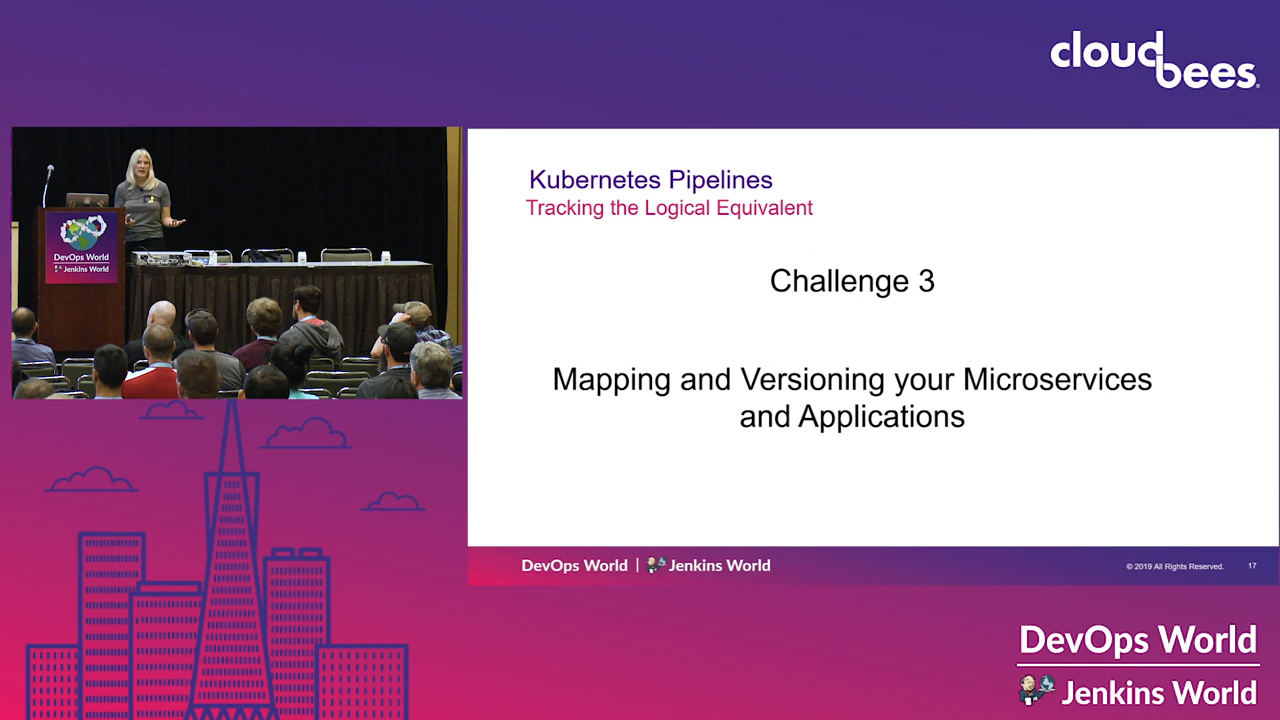 cloudbees
Kubernetes Pipelines
Tracking the Logical Equivalent
Challenge 3
Mapping and Versioning your Microservices
and Applications
DevOps World
Jenkins World
DevOps World | Jenkins World
© 2019 All Rights Reserved.
17
DevOps World
Jenkins World